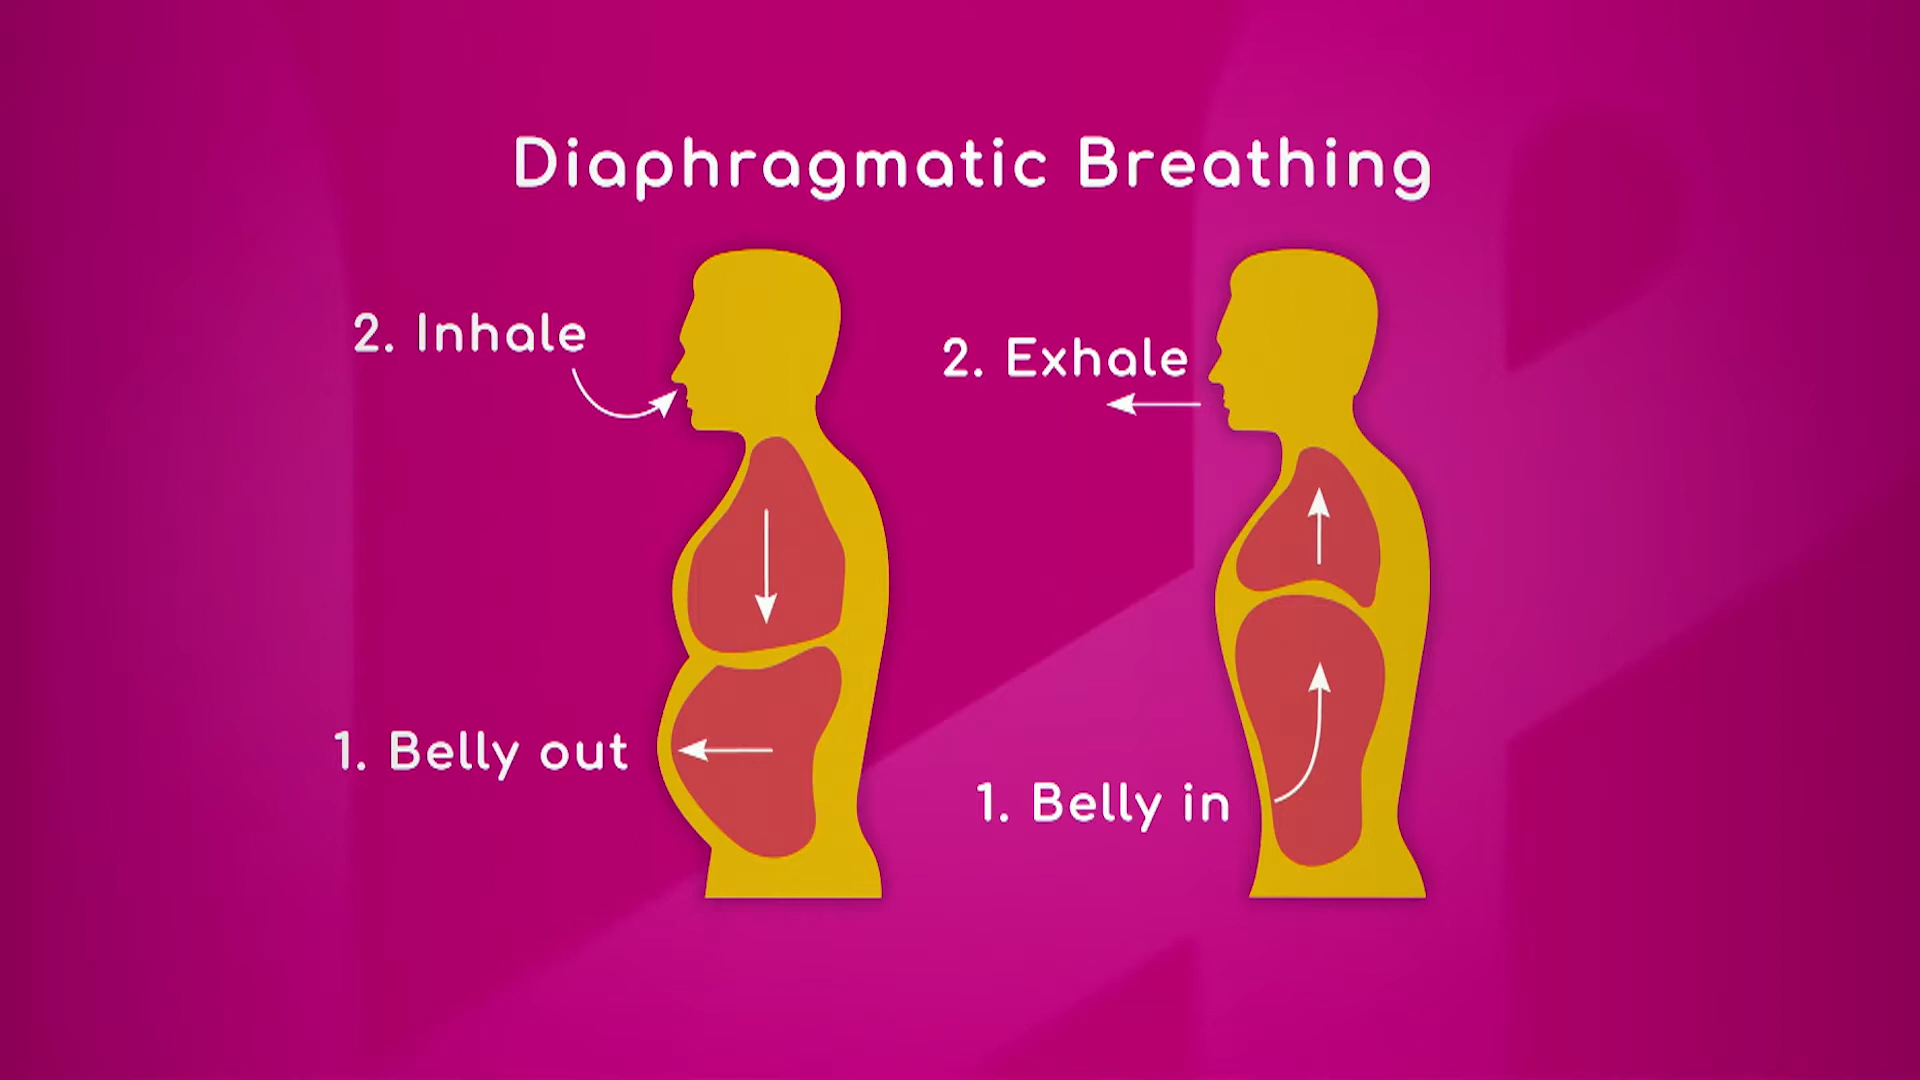 Diaphragmatic Breathing
2. Inhale
1. Belly out
2. Exhale
1. Belly in